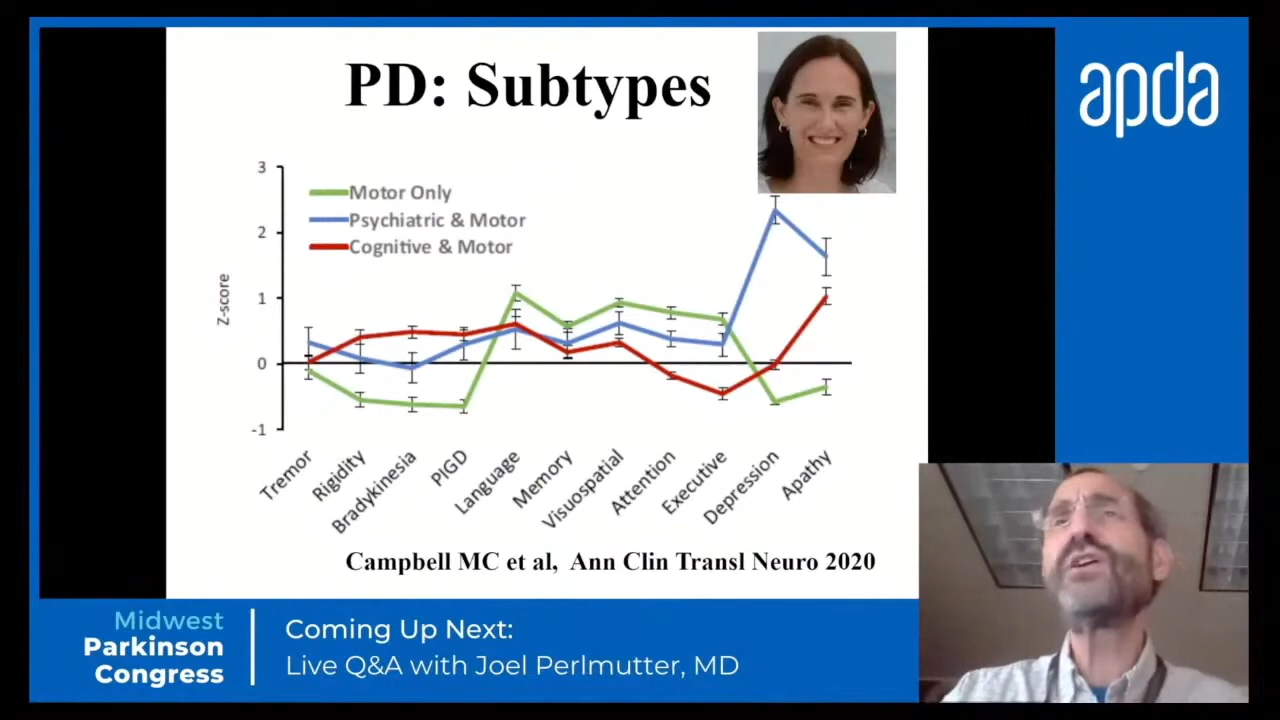 PD: Subtypes
apda
3
2
1
0
-1
Z-score
Motor Only
Psychiatric & Motor
Cognitive & Motor
Tremor
Rigidity
Bradykinesia
PIGD
Language
Memory
Visuospatial
Attention
Executive
Depression
Apathy
Campbell MC et al, Ann Clin Transl Neuro 2020
Midwest
Parkinson
Congress
Coming Up Next:
Live Q&A with Joel Perlmutter, MD